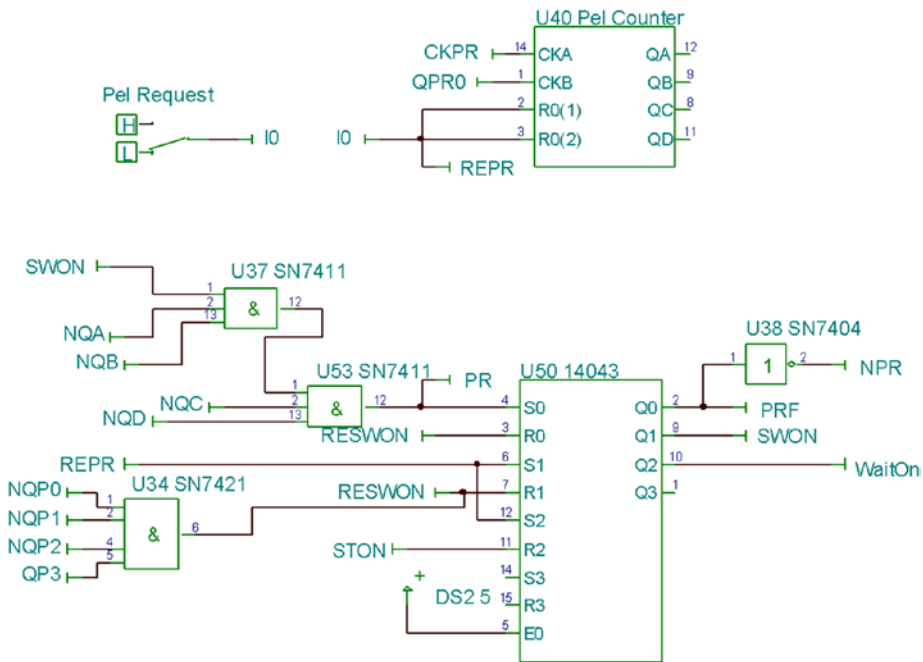 U40 Pel Counter
CKPR 14 CKA QA 12
QPR0 1 CKB QB 9
Pel Request
2 R0(1) QC 8
H
I0 I0 3 R0(2) QD 11
L
REPR
SWON
U37 SN7411
1
2 & 12
NQA 13
NQB
U38 SN7404
1 1 2 NPR
U53 SN7411
PR
U50 14043
1
NQC 2 & 12 4 S0 Q0 2 PRF
NQD 13
RESWON 3 R0 Q1 9 SWON
REPR 6 S1 Q2 10 WaitOn
NQP0 U34 SN7421
RESWON 7 R1 Q3 1
1
NQP1 2 & 6 12 S2
NQP2 4
STON 11 R2
QP3 5
14 S3
+
DS2 5 15 R3
5 E0